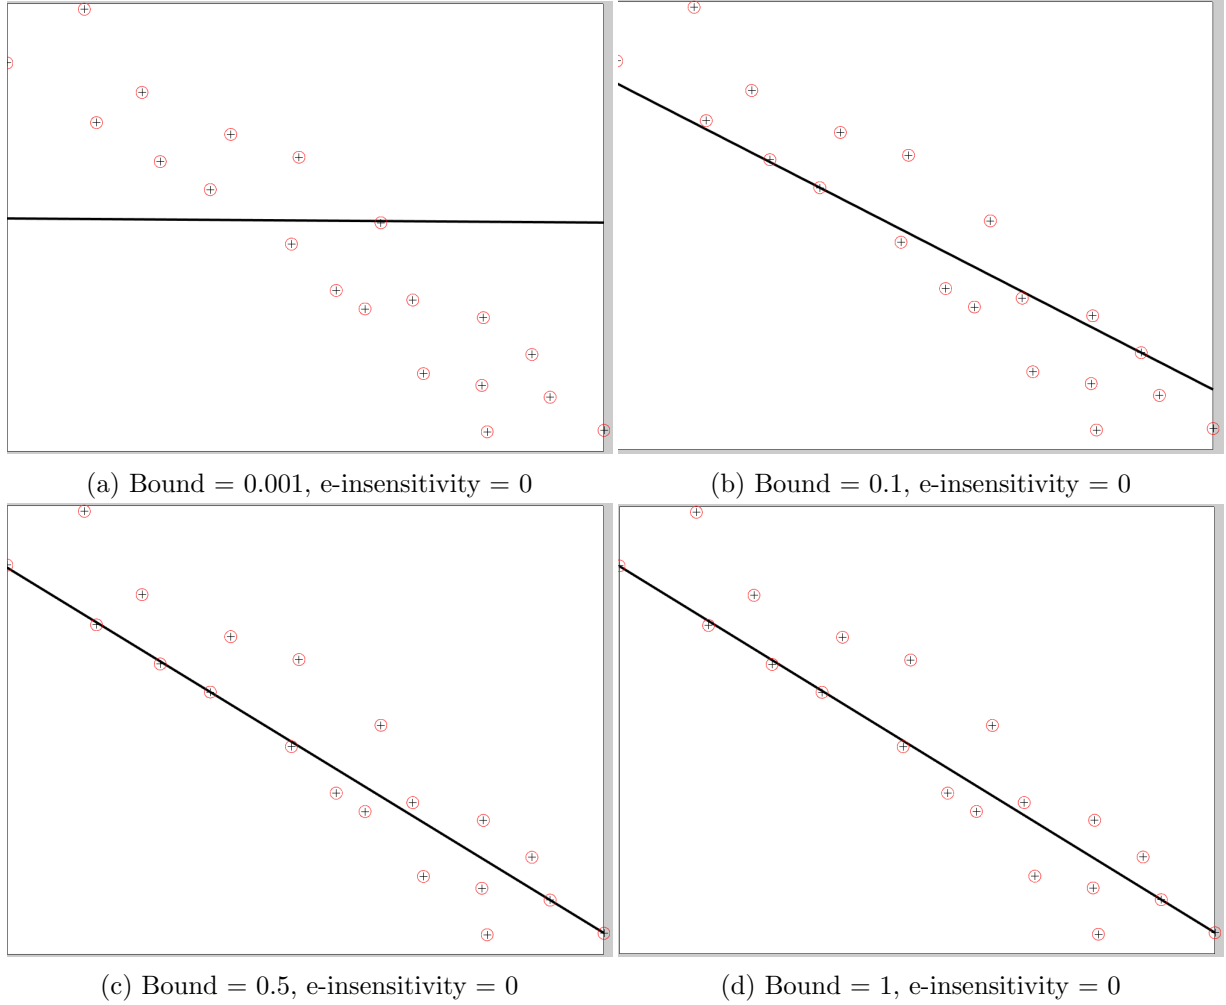 (a) Bound = 0.001, e-insensitivity = 0
(b) Bound = 0.1, e-insensitivity = 0
(c) Bound = 0.5, e-insensitivity = 0
(d) Bound = 1, e-insensitivity = 0